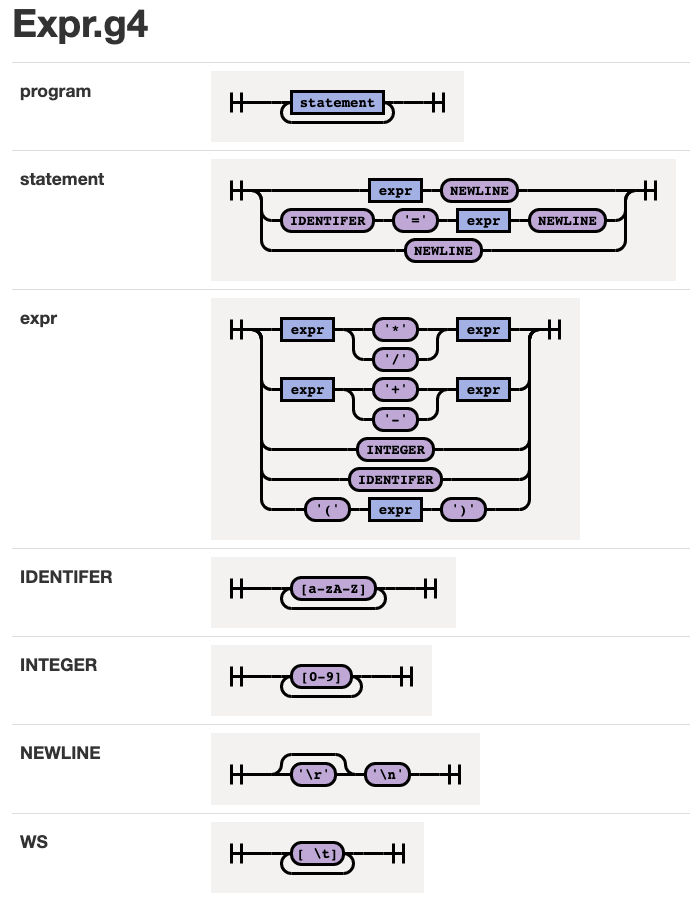 Expr.g4
program
statement
statement
expr NEWLINE
IDENTIFER '=' expr NEWLINE
NEWLINE
expr
expr '*' expr
'/'
expr '+' expr
'-'
INTEGER
IDENTIFER
'(' expr ')'
IDENTIFER
[a-zA-Z]
INTEGER
[0-9]
NEWLINE
'\r' '\n'
WS
[ \t]